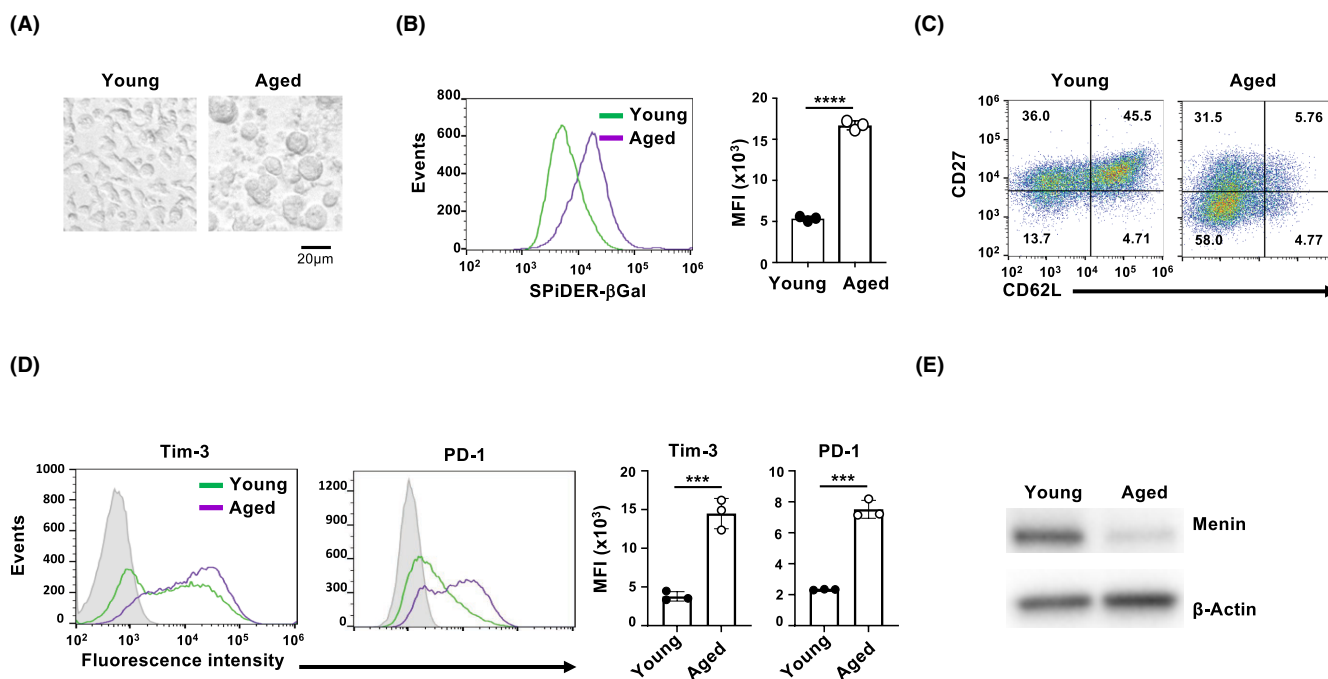 (A)
Young Aged
20μm
(B)
Events
800
600
400
200
0
Young
Aged
10² 10³ 10⁴ 10⁵ 10⁶
SPiDER-βGal
MFI (x10³)
20
15
10
5
0
****
Young Aged
(C)
Young Aged
CD27
10⁶
10⁵
10⁴
10³
10²
36.0 45.5
13.7 4.71
31.5 5.76
58.0 4.77
10² 10³ 10⁴ 10⁵ 10⁶
CD62L
(D)
Tim-3
Events
1000
800
600
400
200
0
Young
Aged
10² 10³ 10⁴ 10⁵ 10⁶
Fluorescence intensity
PD-1
1200
900
600
300
0
Tim-3
MFI (x10³)
20
15
10
5
0
***
Young
Aged
PD-1
10
8
6
4
2
0
***
Young
Aged
(E)
Young Aged
Menin
β-Actin